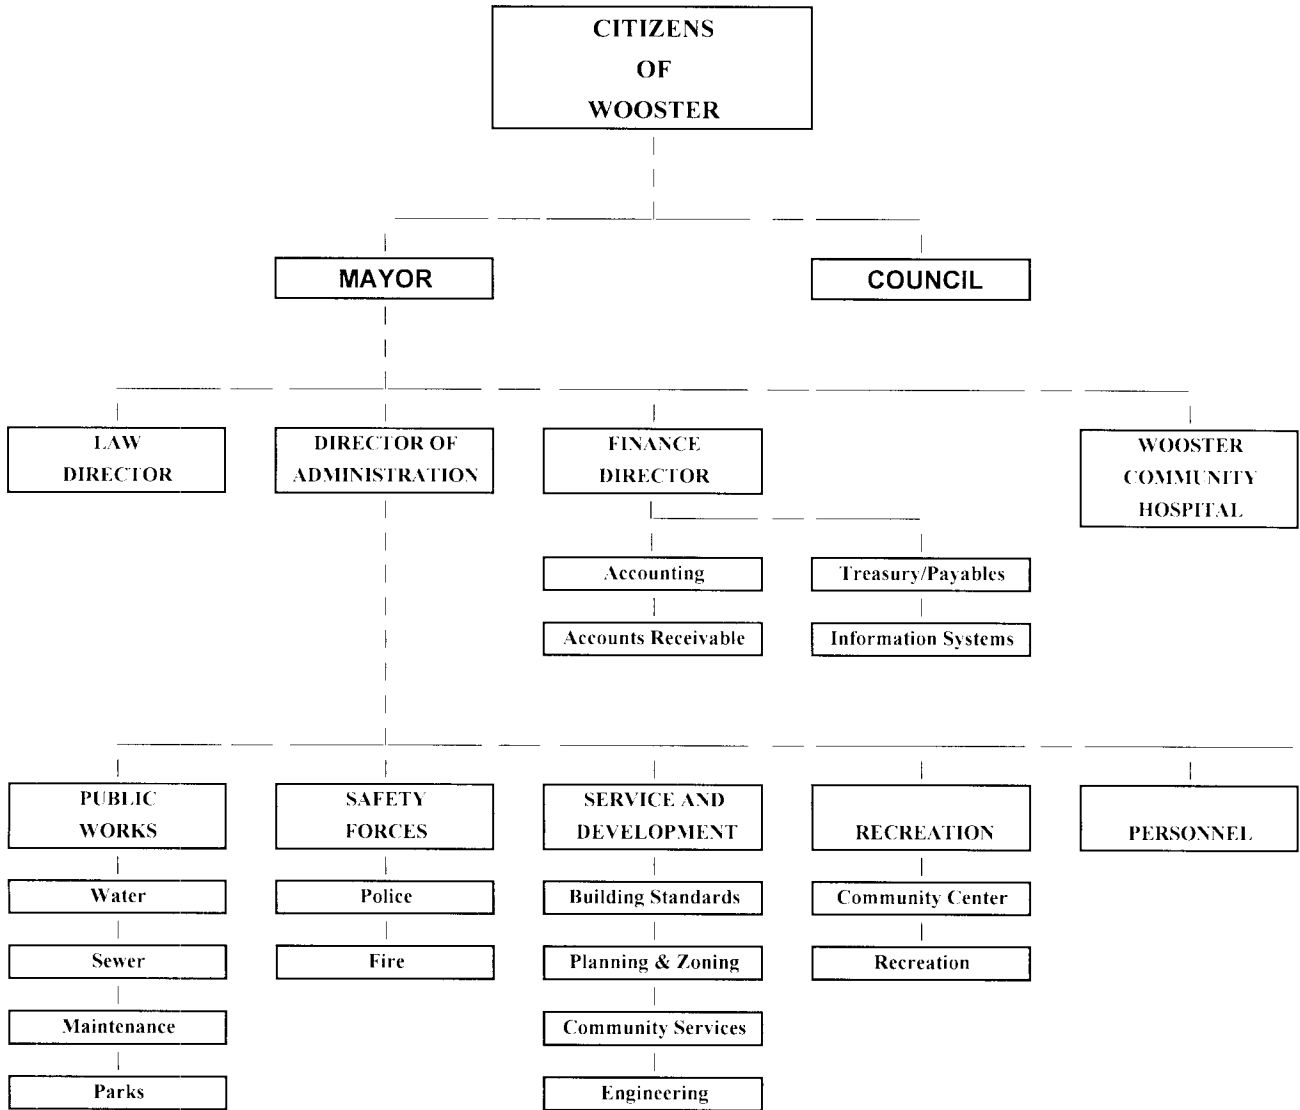 CITIZENS
OF
WOOSTER
MAYOR
COUNCIL
LAW
DIRECTOR
DIRECTOR OF
ADMINISTRATION
FINANCE
DIRECTOR
WOOSTER
COMMUNITY
HOSPITAL
Accounting
Treasury/Payables
Accounts Receivable
Information Systems
PUBLIC
WORKS
SAFETY
FORCES
SERVICE AND
DEVELOPMENT
RECREATION
PERSONNEL
Water
Police
Building Standards
Community Center
Sewer
Fire
Planning & Zoning
Recreation
Maintenance
Community Services
Parks
Engineering